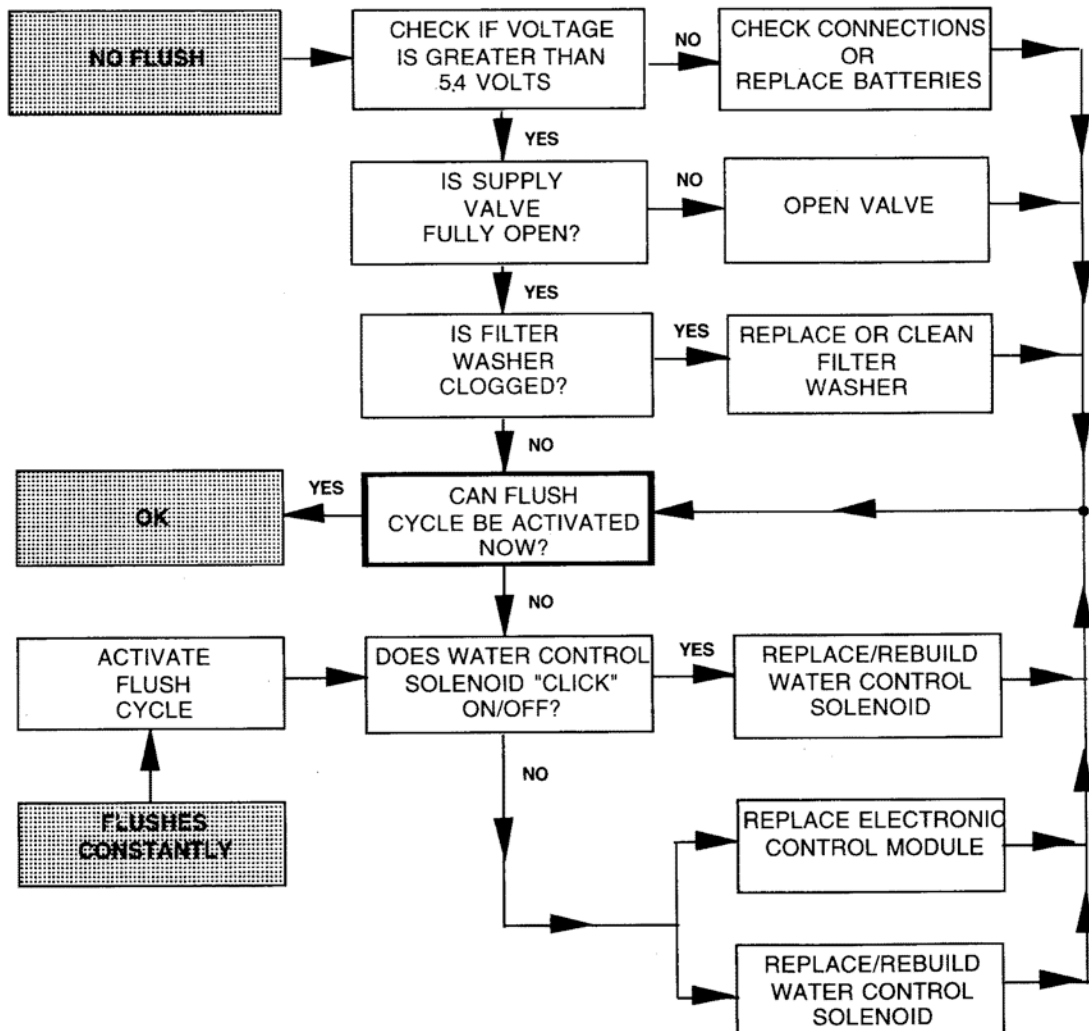 NO FLUSH
CHECK IF VOLTAGE
IS GREATER THAN
5.4 VOLTS
NO
CHECK CONNECTIONS
OR
REPLACE BATTERIES
YES
IS SUPPLY
VALVE
FULLY OPEN?
NO
OPEN VALVE
YES
IS FILTER
WASHER
CLOGGED?
YES
REPLACE OR CLEAN
FILTER
WASHER
NO
OK
YES
CAN FLUSH
CYCLE BE ACTIVATED
NOW?
NO
ACTIVATE
FLUSH
CYCLE
DOES WATER CONTROL
SOLENOID "CLICK"
ON/OFF?
YES
REPLACE/REBUILD
WATER CONTROL
SOLENOID
NO
FLUSHES
CONSTANTLY
REPLACE ELECTRONIC
CONTROL MODULE
REPLACE/REBUILD
WATER CONTROL
SOLENOID